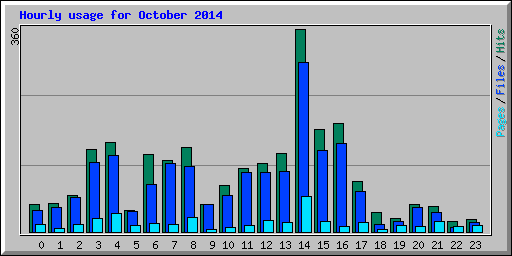 Hourly usage for October 2014
360
Pages/Files/Hits
0 1 2 3 4 5 6 7 8 9 10 11 12 13 14 15 16 17 18 19 20 21 22 23